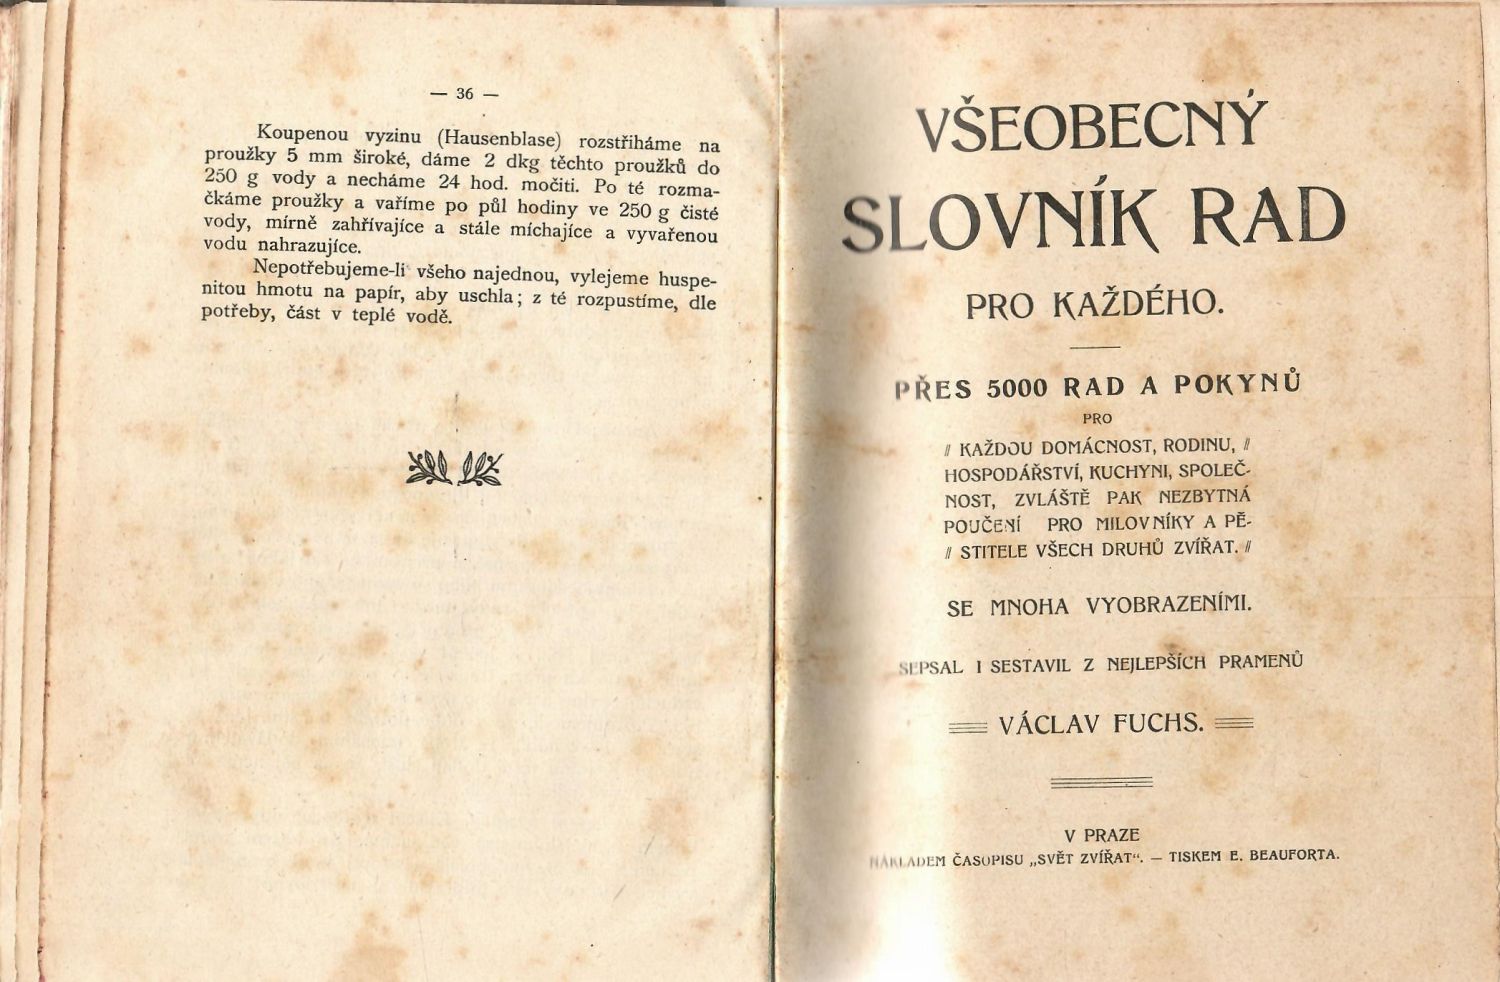 — 36 —
Koupenou vyzinu (Hausenblase) rozstřiháme na
proužky 5 mm široké, dáme 2 dkg těchto proužků do
250 g vody a necháme 24 hod. močiti. Po té rozma-
čkáme proužky a vaříme po půl hodiny ve 250 g čisté
vody, mírně zahřívajíce a stále míchajíce a vyvařenou
vodu nahrazujíce.
Nepotřebujeme-li všeho najednou, vylejeme huspe-
nitou hmotu na papír, aby uschla; z té rozpustíme, dle
potřeby, část v teplé vodě.
VŠEOBECNÝ
SLOVNÍK RAD
PRO KAŽDÉHO.
PŘES 5000 RAD A POKYNŮ
PRO
// KAŽDOU DOMÁCNOST, RODINU, //
HOSPODÁŘSTVÍ, KUCHYNI, SPOLEČ-
NOST, ZVLÁŠTĚ PAK NEZBYTNÁ
POUČENÍ PRO MILOVNÍKY A PĚ-
// STITELE VŠECH DRUHŮ ZVÍŘAT. //
SE MNOHA VYOBRAZENÍMI.
SEPSAL I SESTAVIL Z NEJLEPŠÍCH PRAMENŮ
VÁCLAV FUCHS.
V PRAZE
NÁKLADEM ČASOPISU „SVĚT ZVÍŘAT“. — TISKEM E. BEAUFORTA.